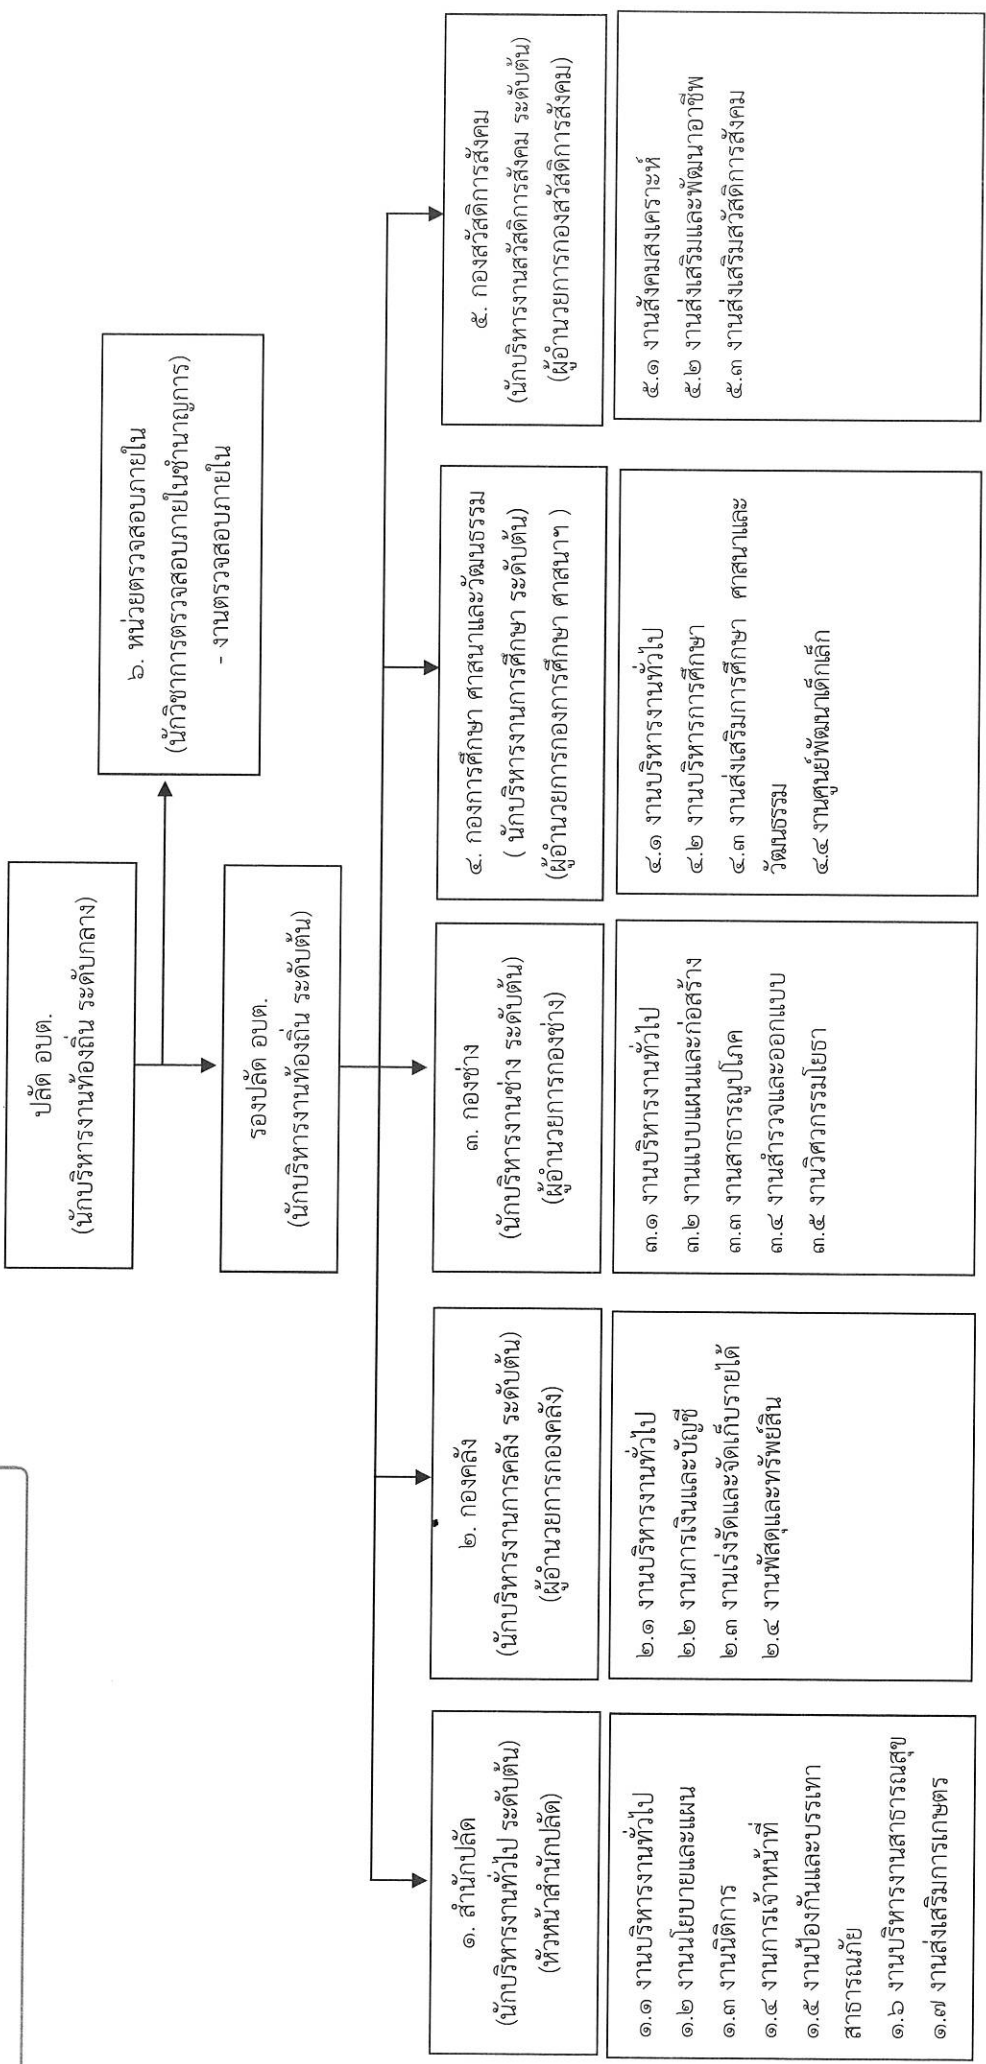 ปลัด อบต.
(นักบริหารงานท้องถิ่น ระดับกลาง)
๖. หน่วยตรวจสอบภายใน
(นักวิชาการตรวจสอบภายในชำนาญการ)
- งานตรวจสอบภายใน
รองปลัด อบต.
(นักบริหารงานท้องถิ่น ระดับต้น)
๑. สำนักปลัด
(นักบริหารงานทั่วไป ระดับต้น)
(หัวหน้าสำนักปลัด)
๑.๑ งานบริหารงานทั่วไป
๑.๒ งานนโยบายและแผน
๑.๓ งานนิติการ
๑.๔ งานการเจ้าหน้าที่
๑.๕ งานป้องกันและบรรเทา
สาธารณภัย
๑.๖ งานบริหารงานสาธารณสุข
๑.๗ งานส่งเสริมการเกษตร
๒. กองคลัง
(นักบริหารงานการคลัง ระดับต้น)
(ผู้อำนวยการกองคลัง)
๒.๑ งานบริหารงานทั่วไป
๒.๒ งานการเงินและบัญชี
๒.๓ งานเร่งรัดและจัดเก็บรายได้
๒.๔ งานพัสดุและทรัพย์สิน
๓. กองช่าง
(นักบริหารงานช่าง ระดับต้น)
(ผู้อำนวยการกองช่าง)
๓.๑ งานบริหารงานทั่วไป
๓.๒ งานแบบแผนและก่อสร้าง
๓.๓ งานสาธารณูปโภค
๓.๔ งานสำรวจและออกแบบ
๓.๕ งานวิศวกรรมโยธา
๔. กองการศึกษา ศาสนาและวัฒนธรรม
( นักบริหารงานการศึกษา ระดับต้น)
(ผู้อำนวยการกองการศึกษา ศาสนาฯ )
๔.๑ งานบริหารงานทั่วไป
๔.๒ งานบริหารการศึกษา
๔.๓ งานส่งเสริมการศึกษา ศาสนาและ
วัฒนธรรม
๔.๔ งานศูนย์พัฒนาเด็กเล็ก
๕. กองสวัสดิการสังคม
(นักบริหารงานสวัสดิการสังคม ระดับต้น)
(ผู้อำนวยการกองสวัสดิการสังคม)
๕.๑ งานสังคมสงเคราะห์
๕.๒ งานส่งเสริมและพัฒนาอาชีพ
๕.๓ งานส่งเสริมสวัสดิการสังคม